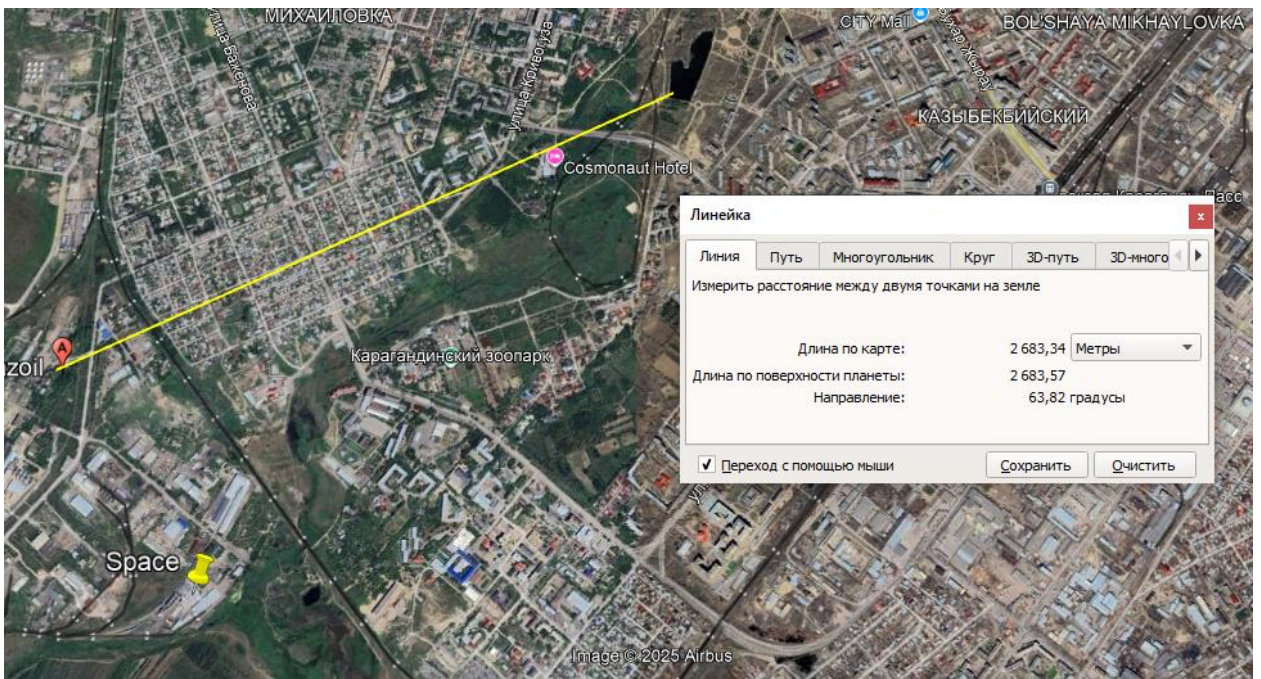 МИХАЙЛОВКА
CITY Mall
BOL'SHAYA MIKHAYLOVKA
улица Баженова
улица Кривогуза
Бухар Жырау
КАЗЫБЕКБИЙСКИЙ
Cosmonaut Hotel
Линейка
x
Линия Путь Многоугольник Круг 3D-путь 3D-много
Измерить расстояние между двумя точками на земле
Длина по карте: 2 683,34 Метры
Длина по поверхности планеты: 2 683,57
Направление: 63,82 градусы
Переход с помощью мыши Сохранить Очистить
A
zoil
Карагандинский зоопарк
Space
Image © 2025 Airbus